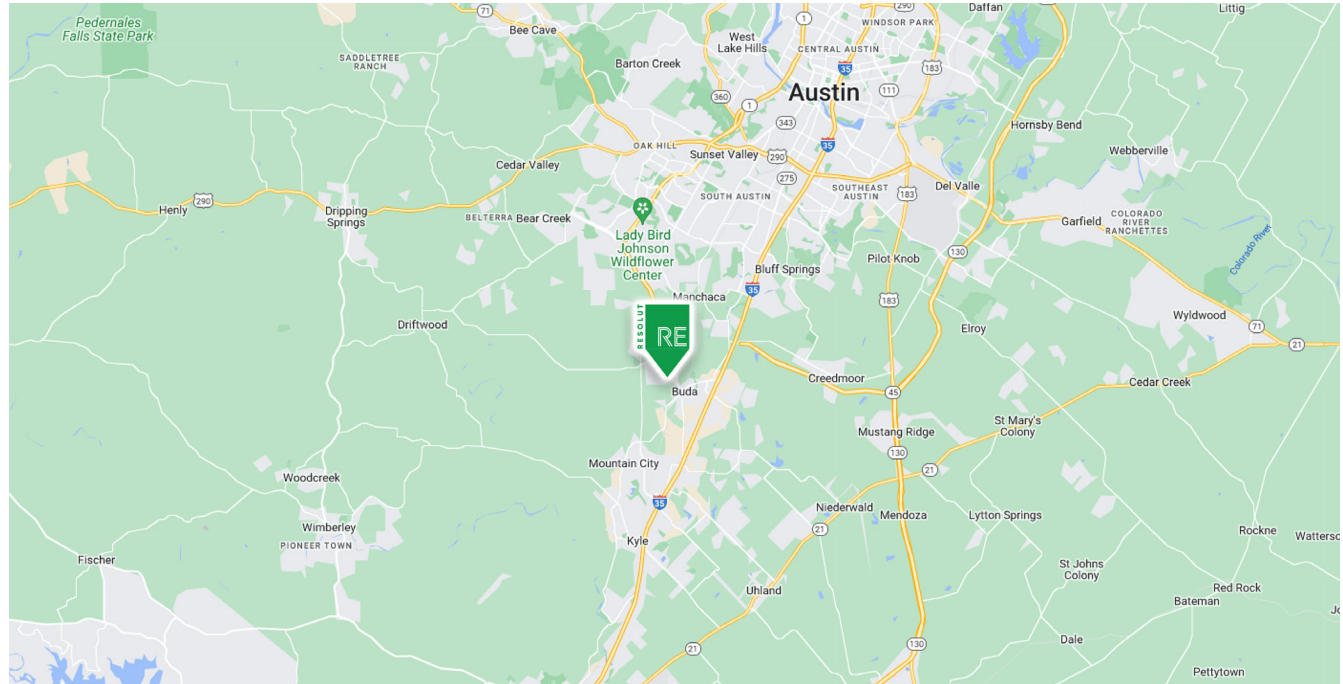 Pedernales
Falls State Park
71
Bee Cave
1
290
WINDSOR PARK
Daffan
Littig
West
Lake Hills
CENTRAL AUSTIN
SADDLETREE
RANCH
Barton Creek
35
183
360
1
Austin
111
343
Hornsby Bend
35
OAK HILL
Sunset Valley
290
Webberville
Cedar Valley
275
SOUTH AUSTIN
SOUTHEAST
AUSTIN
183
Del Valle
Henly
290
Dripping
Springs
BELTERRA
Bear Creek
Garfield
COLORADO
RIVER
RANCHETTES
Lady Bird
Johnson
Wildflower
Center
Colorado River
130
Pilot Knob
Bluff Springs
35
Manchaca
183
RESOLUT
RE
Driftwood
Elroy
Wyldwood
71
21
Creedmoor
Cedar Creek
Buda
45
St Mary's
Colony
Mustang Ridge
130
Mountain City
21
Woodcreek
35
Niederwald
Mendoza
Lytton Springs
Wimberley
21
Rockne
Watterso
PIONEER TOWN
Kyle
Fischer
St Johns
Colony
Uhland
Red Rock
Bateman
Jo
21
130
Dale
Pettytown